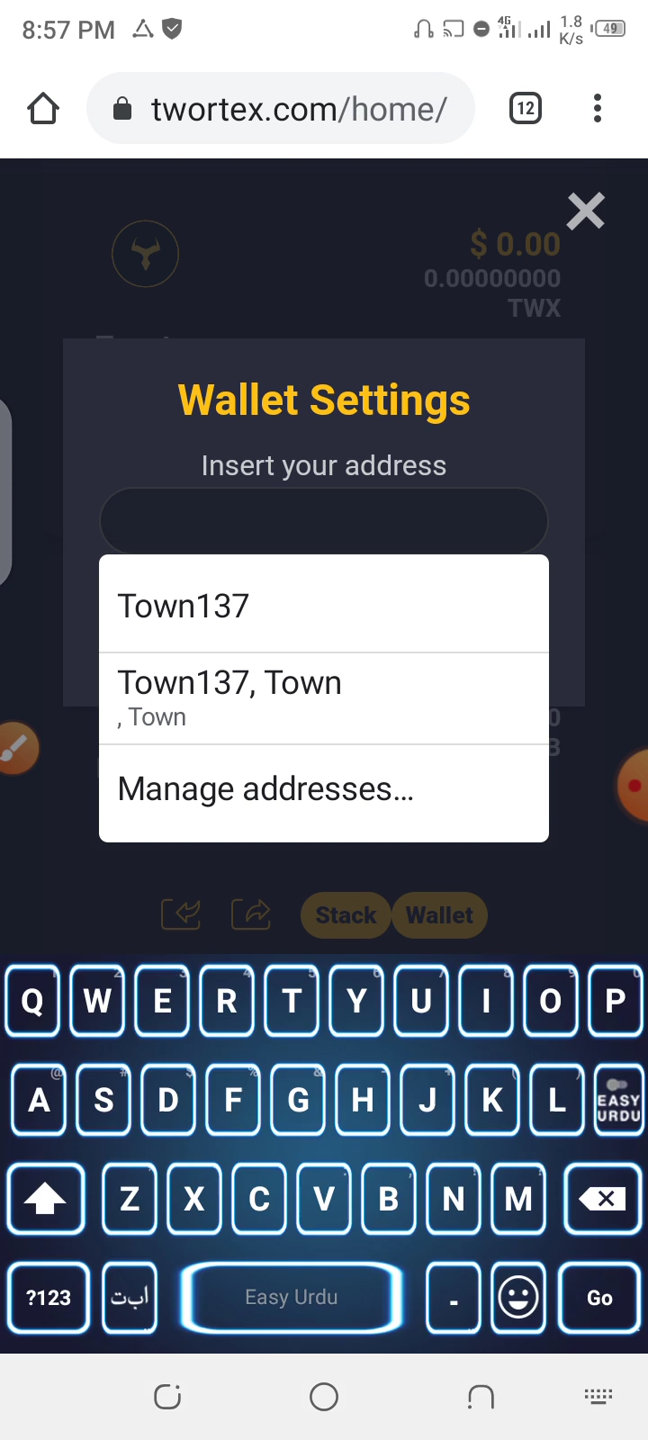 8:57 PM
4G
1.8
K/s
49
twortex.com/home/
12
$ 0.00
0.00000000
TWX
Wallet Settings
Insert your address
Town137
Town137, Town
, Town
Manage addresses...
Stack
Wallet
Q W E R T Y U I O P
A S D F G H J K L EASY URDU
Z X C V B N M
?123 ابت Easy Urdu - Go